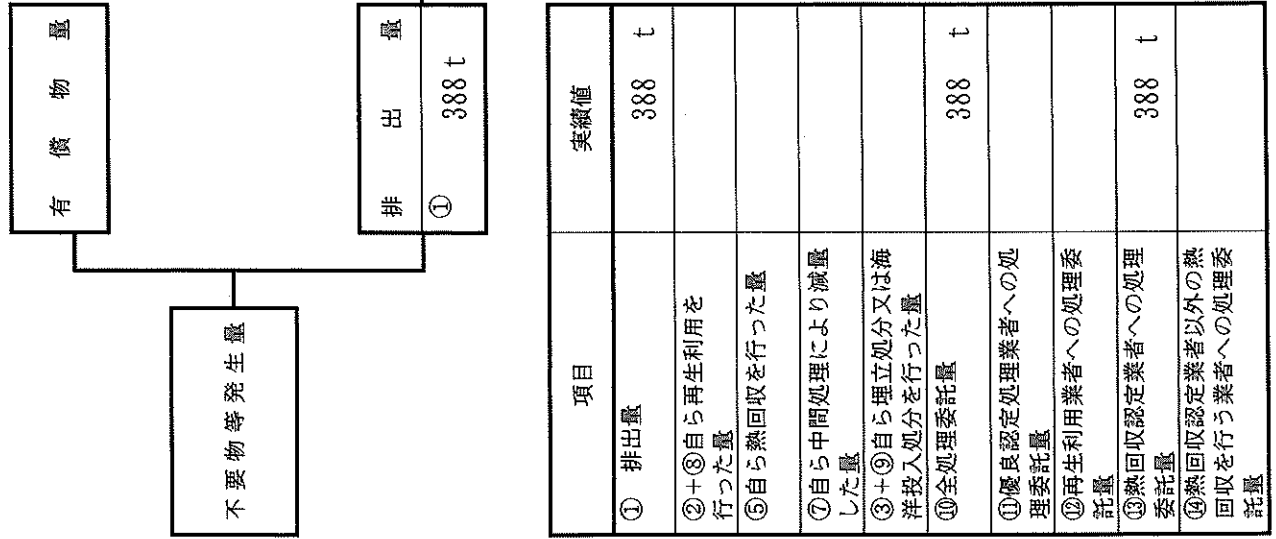 不要物等発生量
有償物量
排出量
① 388 t
項目 実績値
① 排出量 388 t
②+⑧自ら再生利用を
行った量
⑤自ら熱回収を行った量
⑦自ら中間処理により減量
した量
③+⑨自ら埋立処分又は海
洋投入処分を行った量
⑩全処理委託量 388 t
⑪優良認定処理業者への処
理委託量
⑫再生利用業者への処理委
託量
⑬熱回収認定業者への処理
委託量 388 t
⑭熱回収認定業者以外の熱
回収を行う業者への処理委
託量